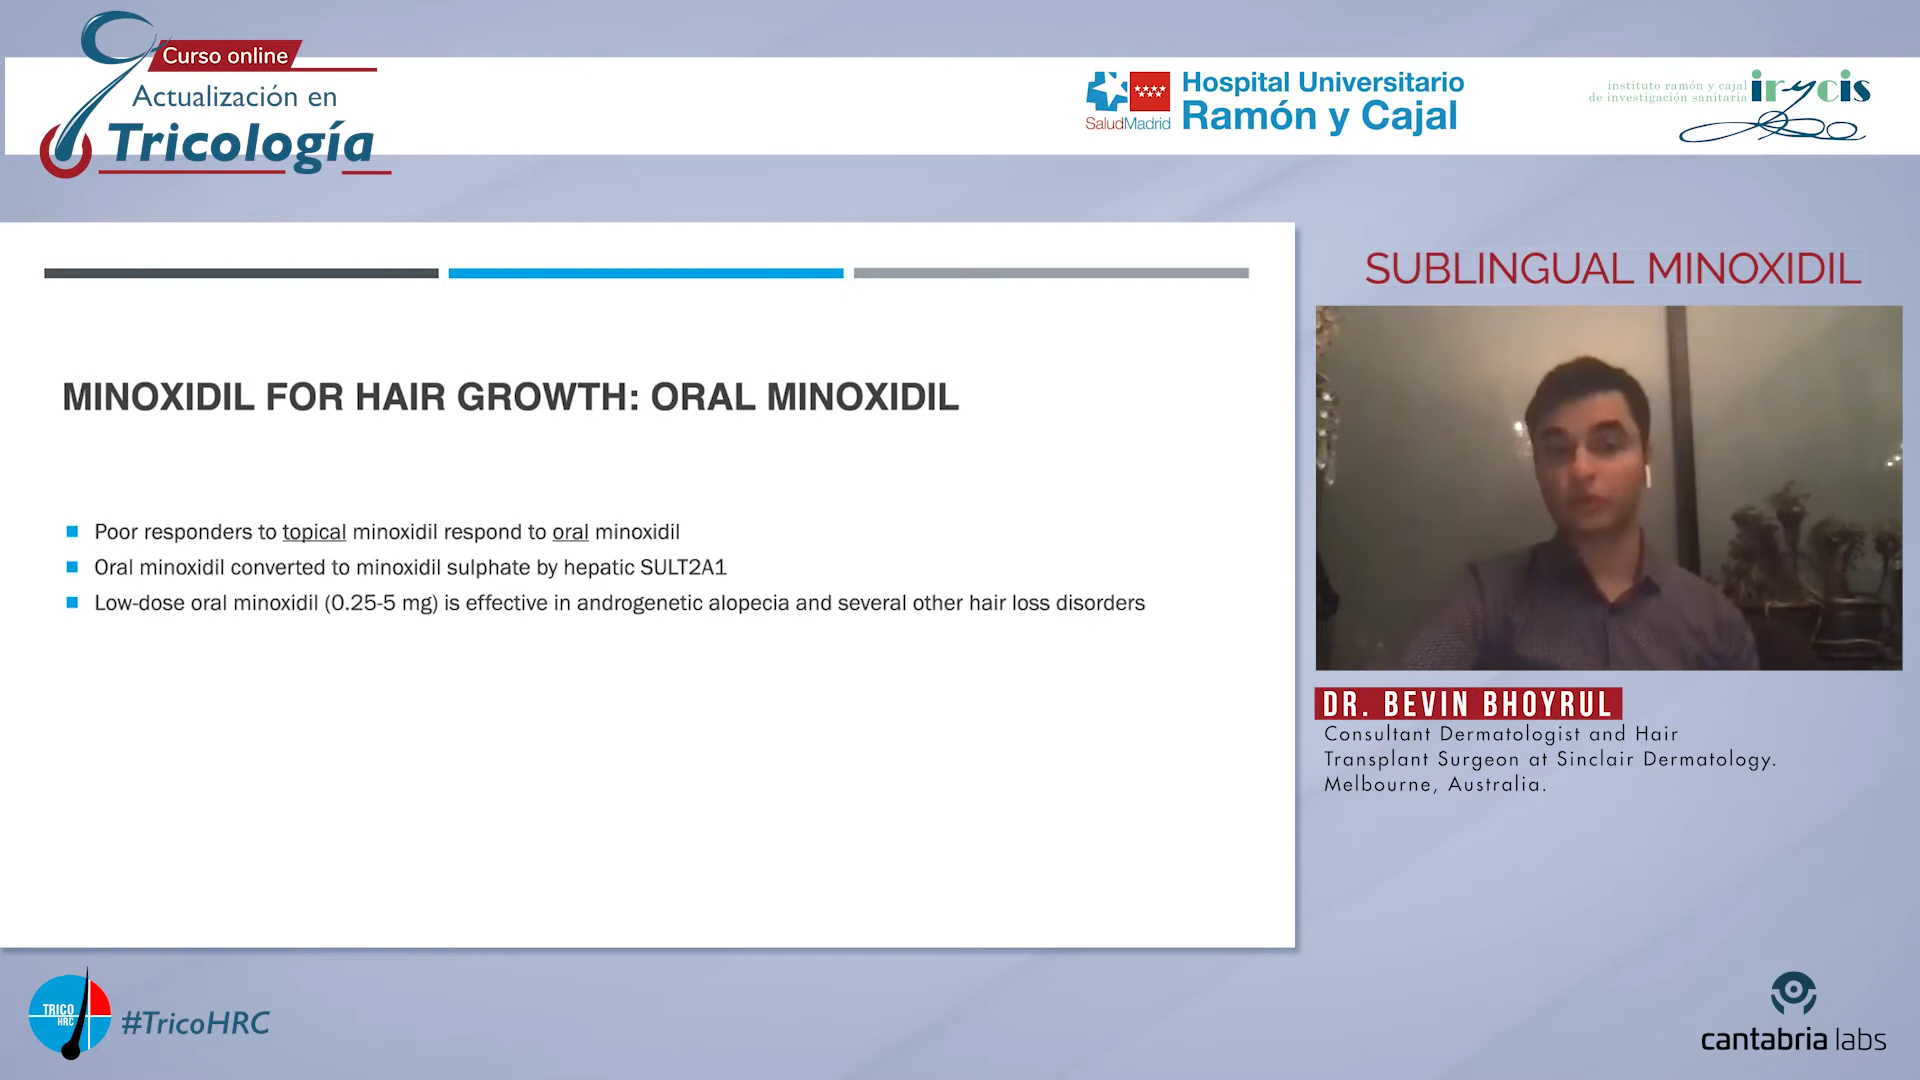 Curso online
Actualización en
Tricología
Hospital Universitario
Ramón y Cajal
SaludMadrid
instituto ramón y cajal
de investigación sanitaria
irycis
SUBLINGUAL MINOXIDIL
MINOXIDIL FOR HAIR GROWTH: ORAL MINOXIDIL
Poor responders to topical minoxidil respond to oral minoxidil
Oral minoxidil converted to minoxidil sulphate by hepatic SULT2A1
Low-dose oral minoxidil (0.25-5 mg) is effective in androgenetic alopecia and several other hair loss disorders
DR. BEVIN BHOYRUL
Consultant Dermatologist and Hair
Transplant Surgeon at Sinclair Dermatology.
Melbourne, Australia.
TRICO
HRC
#TricoHRC
cantabria labs